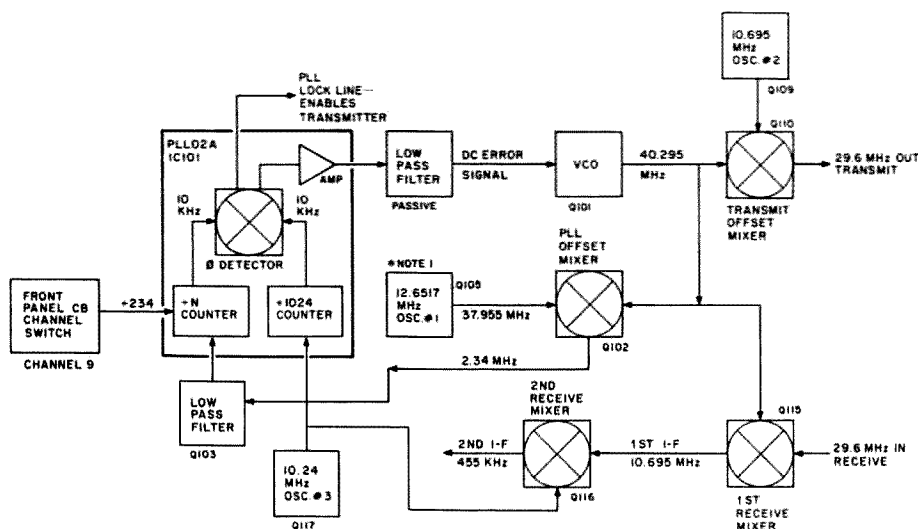 10.695
MHz
OSC. #2
Q109
PLL
LOCK LINE—
ENABLES
TRANSMITTER
Q110
PLL02A
IC101
AMP
LOW
PASS
FILTER
PASSIVE
DC ERROR
SIGNAL
VCO
Q101
40.295
MHz
29.6 MHz OUT
TRANSMIT
TRANSMIT
OFFSET
MIXER
10
KHz
10
KHz
Ø DETECTOR
PLL
OFFSET
MIXER
*NOTE 1
Q105
12.6517
MHz
OSC. #1
37.955 MHz
Q102
FRONT
PANEL CB
CHANNEL
SWITCH
CHANNEL 9
÷234
÷N
COUNTER
÷1024
COUNTER
2.34 MHz
LOW
PASS
FILTER
Q103
10.24
MHz
OSC. #3
Q117
2ND
RECEIVE
MIXER
2ND I-F
455 KHz
Q116
1ST I-F
10.695 MHz
Q115
29.6 MHz IN
RECEIVE
1ST
RECEIVE
MIXER